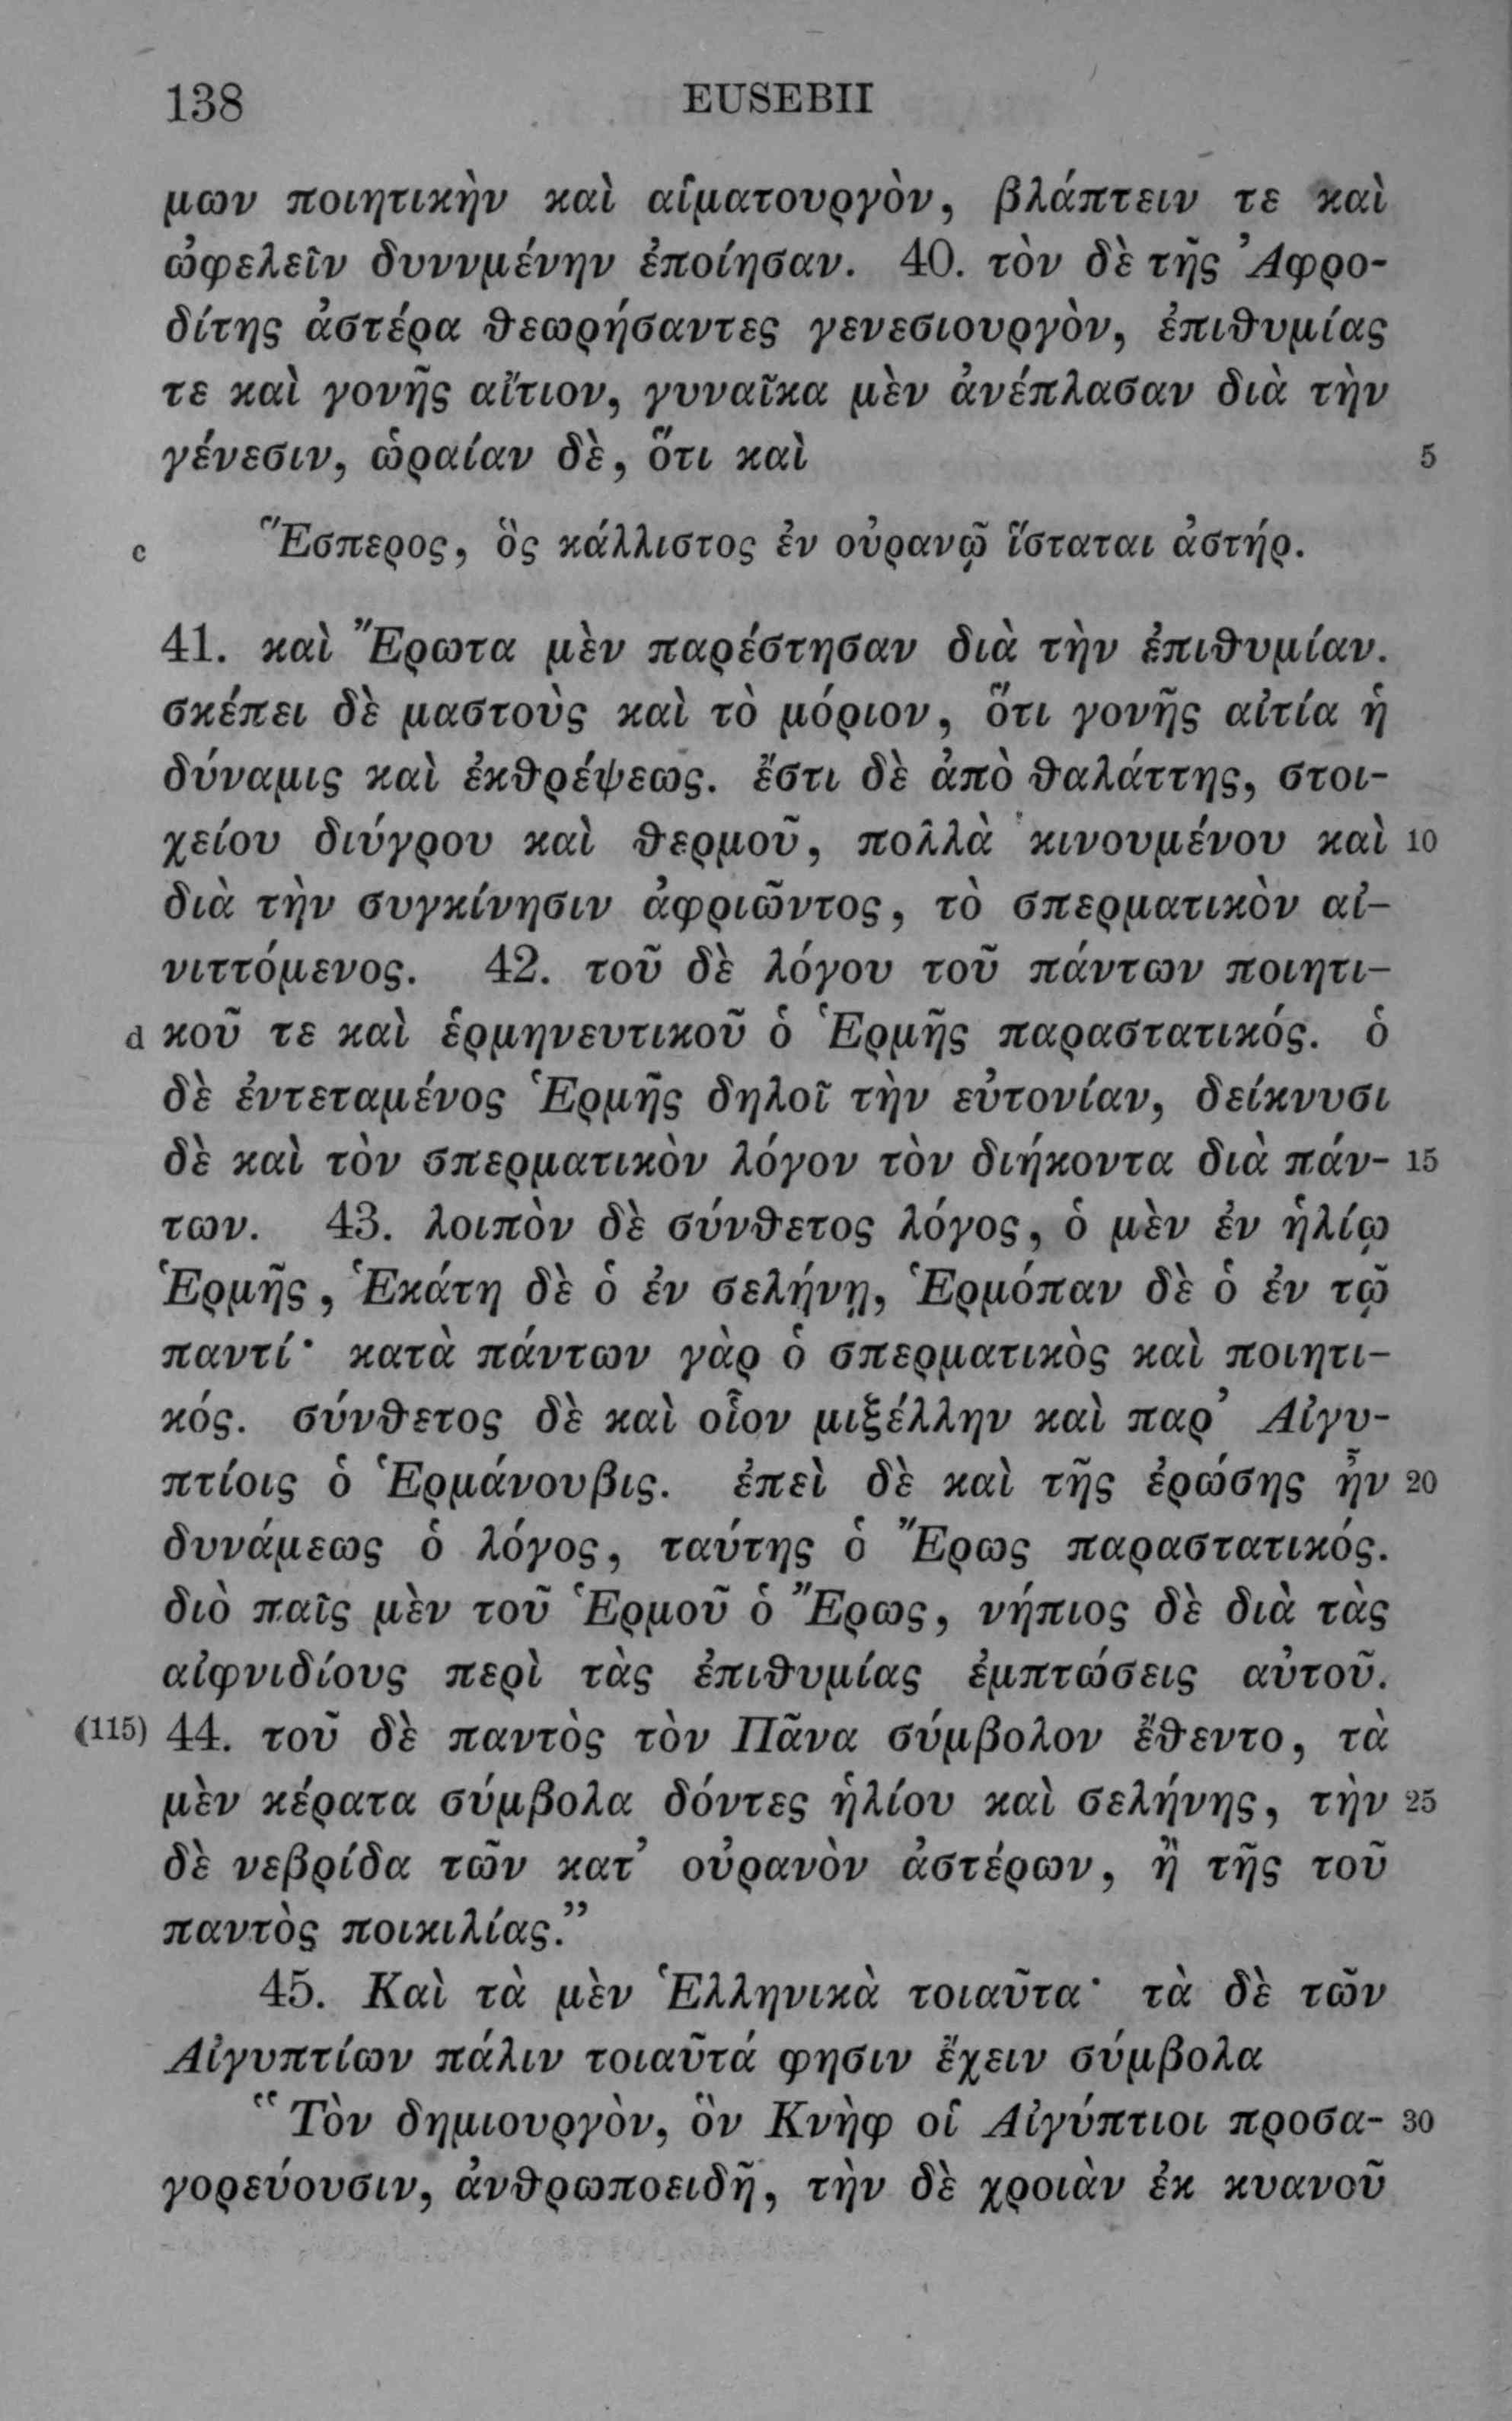 138 EUSEBII
μων ποιητικὴν καὶ αἱματουργὸν, βλάπτειν τε καὶ
ὠφελεῖν δυννμένην ἐποίησαν. 40. τὸν δὲ τῆς Ἀφρο-
δίτης ἀστέρα θεωρήσαντες γενεσιουργὸν, ἐπιθυμίας
τε καὶ γονῆς αἴτιον, γυναῖκα μὲν ἀνέπλασαν διὰ τὴν
γένεσιν, ὡραίαν δὲ, ὅτι καὶ 5
c Ἕσπερος, ὃς κάλλιστος ἐν οὐρανῷ ἵσταται ἀστήρ.
41. καὶ Ἔρωτα μὲν παρέστησαν διὰ τὴν ἐπιθυμίαν.
σκέπει δὲ μαστοὺς καὶ τὸ μόριον, ὅτι γονῆς αἰτία ἡ
δύναμις καὶ ἐκθρέψεως. ἔστι δὲ ἀπὸ θαλάττης, στοι-
χείου διύγρου καὶ θερμοῦ, πολλὰ κινουμένου καὶ 10
διὰ τὴν συγκίνησιν ἀφριῶντος, τὸ σπερματικὸν αἰ-
νιττόμενος. 42. τοῦ δὲ λόγου τοῦ πάντων ποιητι-
d κοῦ τε καὶ ἑρμηνευτικοῦ ὁ Ἑρμῆς παραστατικός. ὁ
δὲ ἐντεταμένος Ἑρμῆς δηλοῖ τὴν εὐτονίαν, δείκνυσι
δὲ καὶ τὸν σπερματικὸν λόγον τὸν διήκοντα διὰ πάν- 15
των. 43. λοιπὸν δὲ σύνθετος λόγος, ὁ μὲν ἐν ἡλίῳ
Ἑρμῆς, Ἑκάτη δὲ ὁ ἐν σελήνῃ, Ἑρμόπαν δὲ ὁ ἐν τῷ
παντί· κατὰ πάντων γὰρ ὁ σπερματικὸς καὶ ποιητι-
κός. σύνθετος δὲ καὶ οἷον μιξέλλην καὶ παρ’ Αἰγυ-
πτίοις ὁ Ἑρμάνουβις. ἐπεὶ δὲ καὶ τῆς ἐρώσης ἦν 20
δυνάμεως ὁ λόγος, ταύτης ὁ Ἔρως παραστατικός.
διὸ παῖς μὲν τοῦ Ἑρμοῦ ὁ Ἔρως, νήπιος δὲ διὰ τὰς
αἰφνιδίους περὶ τὰς ἐπιθυμίας ἐμπτώσεις αὐτοῦ.
(115) 44. τοῦ δὲ παντὸς τὸν Πᾶνα σύμβολον ἔθεντο, τὰ
μὲν κέρατα σύμβολα δόντες ἡλίου καὶ σελήνης, τὴν 25
δὲ νεβρίδα τῶν κατ’ οὐρανὸν ἀστέρων, ἢ τῆς τοῦ
παντὸς ποικιλίας.”
45. Καὶ τὰ μὲν Ἑλληνικὰ τοιαῦτα· τὰ δὲ τῶν
Αἰγυπτίων πάλιν τοιαῦτά φησιν ἔχειν σύμβολα
“Τὸν δημιουργὸν, ὃν Κνὴφ οἱ Αἰγύπτιοι προσα- 30
γορεύουσιν, ἀνθρωποειδῆ, τὴν δὲ χροιὰν ἐκ κυανοῦ